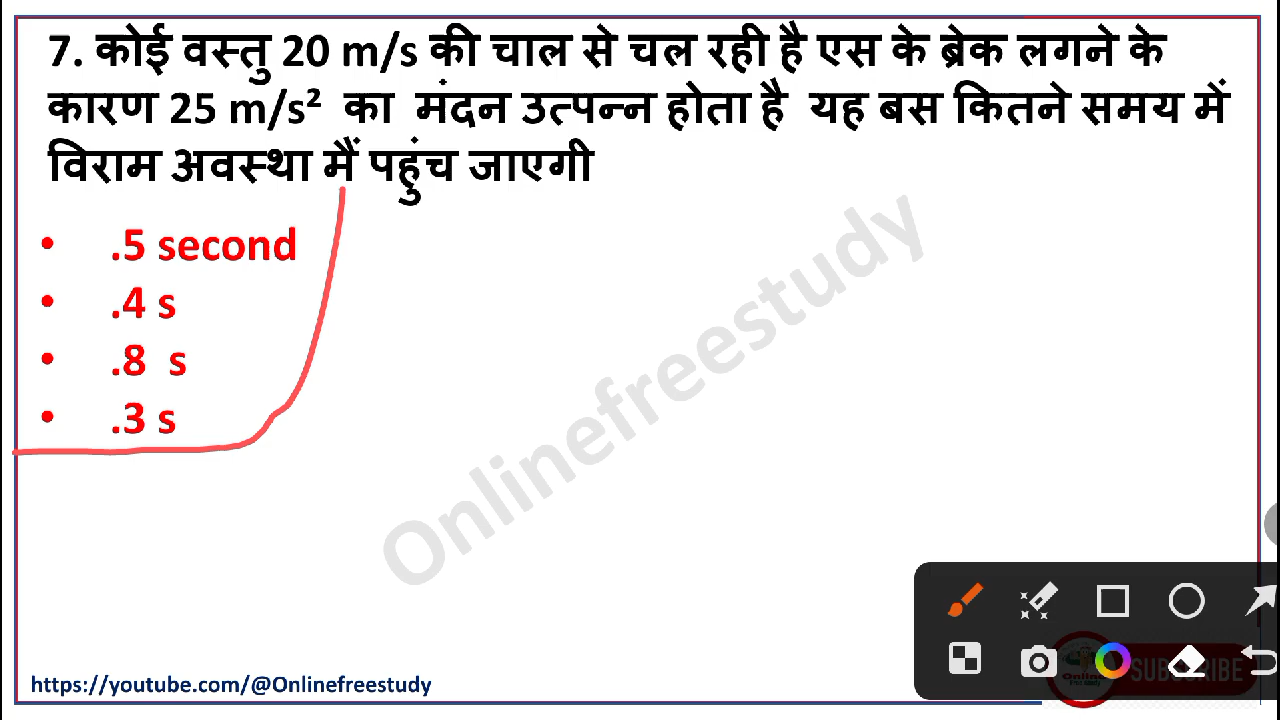 7. कोई वस्तु 20 m/s की चाल से चल रही है एस के ब्रेक लगने के
कारण 25 m/s² का मंदन उत्पन्न होता है यह बस कितने समय में
विराम अवस्था मैं पहुंच जाएगी
• .5 second
• .4 s
• .8 s
• .3 s
Onlinefreestudy
https://youtube.com/@Onlinefreestudy
SUBSCRIBE